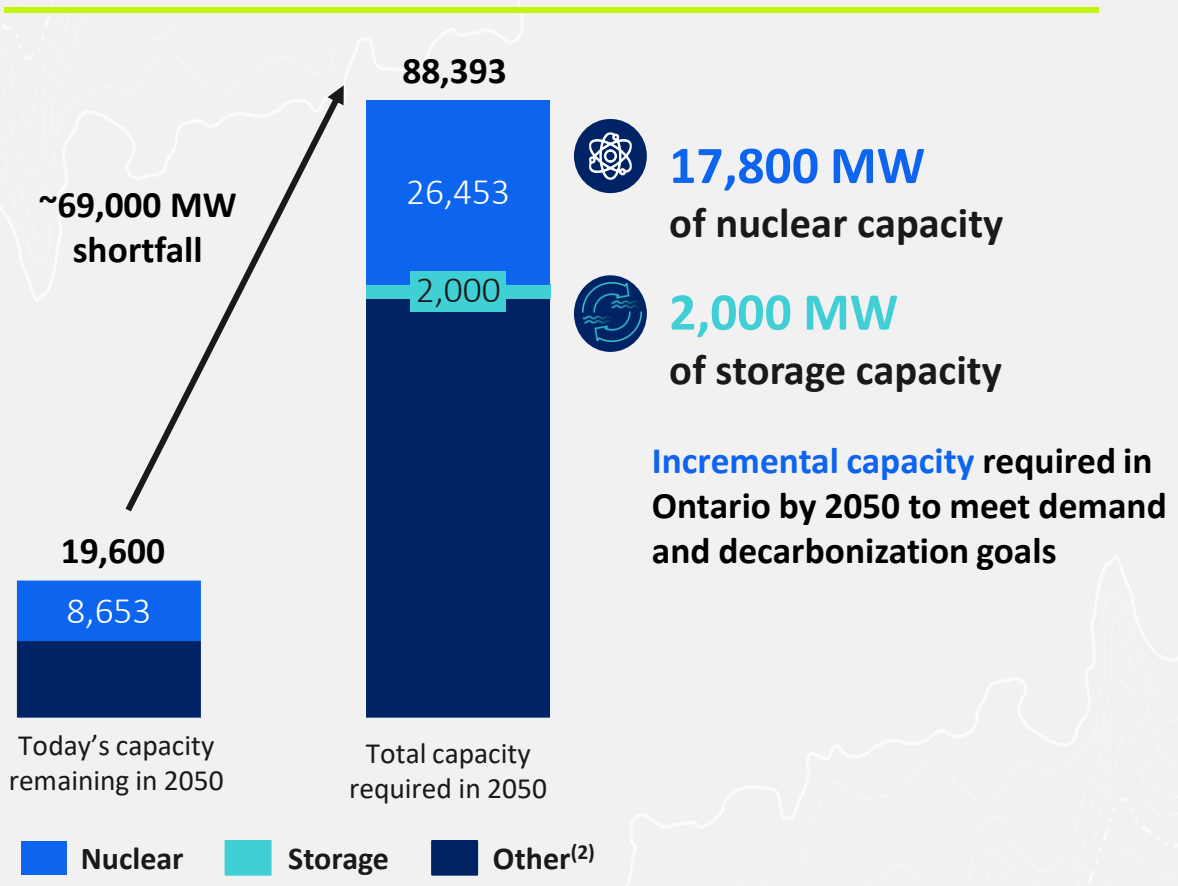 88,393
~69,000 MW
shortfall
26,453
2,000
19,600
8,653
Today's capacity
remaining in 2050
Total capacity
required in 2050
17,800 MW
of nuclear capacity
2,000 MW
of storage capacity
Incremental capacity required in
Ontario by 2050 to meet demand
and decarbonization goals
Nuclear Storage Other(2)